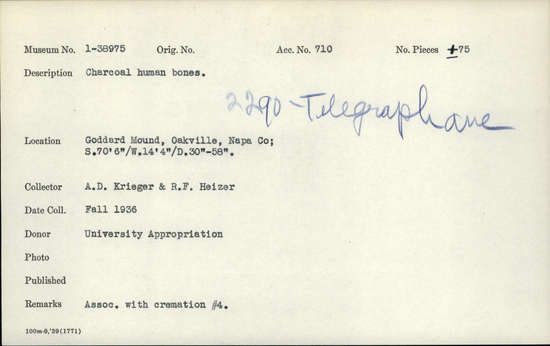 Museum No. 1-38975 Orig. No. Acc. No. 710 No. Pieces ±75
Description Charcoal human bones.
2290-Telegraph Ave
Location Goddard Mound, Oakville, Napa Co;
S.70'6"/W.14'4"/D.30"-58".
Collector A.D. Krieger & R.F. Heizer
Date Coll. Fall 1936
Donor University Appropriation
Photo
Published
Remarks Assoc. with cremation #4.
100m-9,'39(1771)